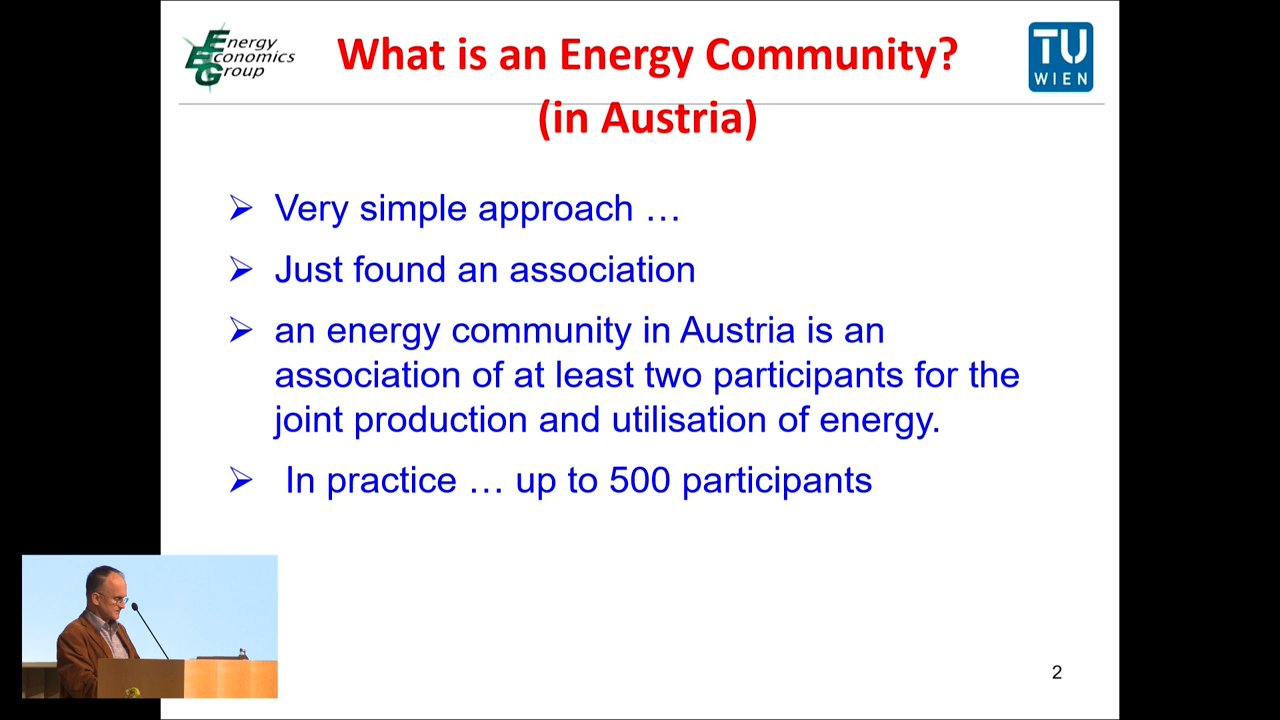 Energy
Economics
Group
What is an Energy Community?
(in Austria)
TU
WIEN
Very simple approach …
Just found an association
an energy community in Austria is an
association of at least two participants for the
joint production and utilisation of energy.
In practice … up to 500 participants
2